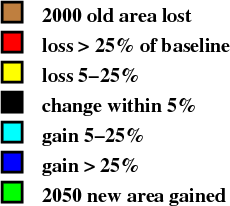 2000 old area lost
loss > 25% of baseline
loss 5–25%
change within 5%
gain 5–25%
gain > 25%
2050 new area gained